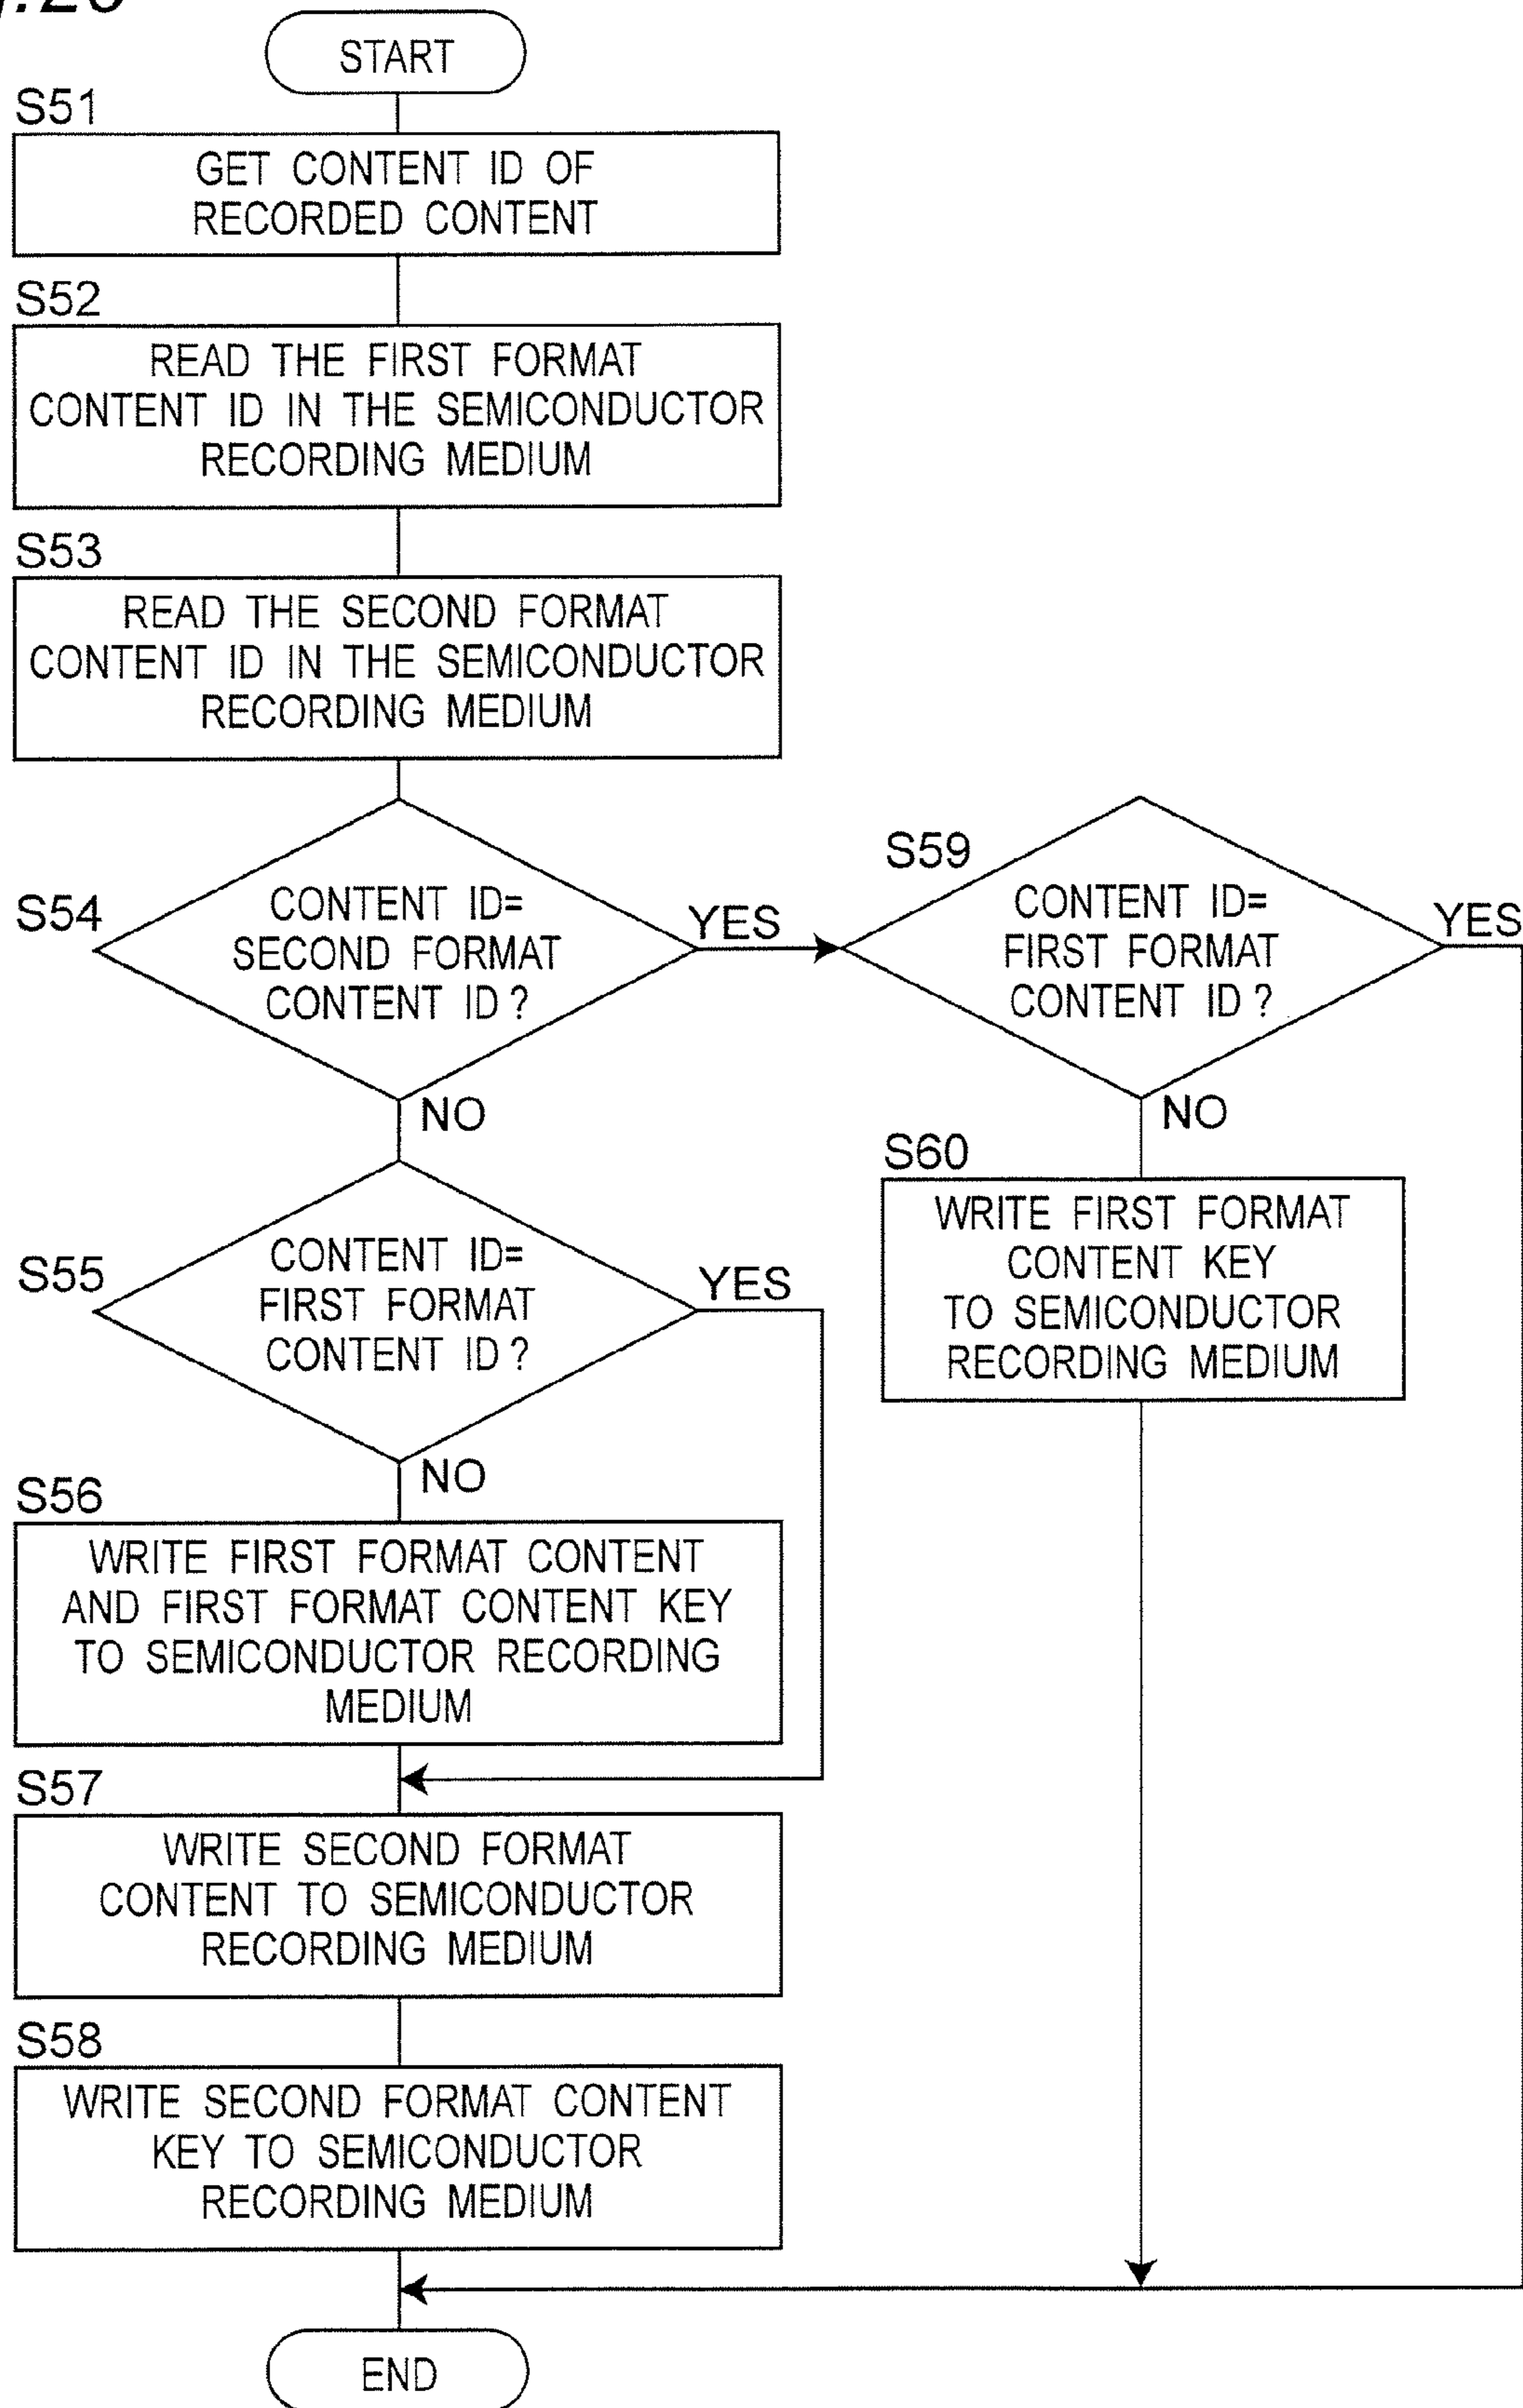 START
S51
GET CONTENT ID OF
RECORDED CONTENT
S52
READ THE FIRST FORMAT
CONTENT ID IN THE SEMICONDUCTOR
RECORDING MEDIUM
S53
READ THE SECOND FORMAT
CONTENT ID IN THE SEMICONDUCTOR
RECORDING MEDIUM
S54
CONTENT ID=
SECOND FORMAT
CONTENT ID ?
YES
NO
S59
CONTENT ID=
FIRST FORMAT
CONTENT ID ?
YES
NO
S55
CONTENT ID=
FIRST FORMAT
CONTENT ID ?
YES
NO
S60
WRITE FIRST FORMAT
CONTENT KEY
TO SEMICONDUCTOR
RECORDING MEDIUM
S56
WRITE FIRST FORMAT CONTENT
AND FIRST FORMAT CONTENT KEY
TO SEMICONDUCTOR RECORDING
MEDIUM
S57
WRITE SECOND FORMAT
CONTENT TO SEMICONDUCTOR
RECORDING MEDIUM
S58
WRITE SECOND FORMAT CONTENT
KEY TO SEMICONDUCTOR
RECORDING MEDIUM
END